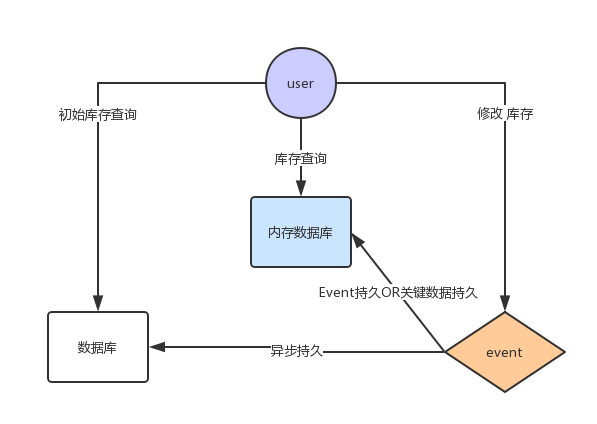 user
初始库存查询
修改 库存
库存查询
内存数据库
Event持久OR关键数据持久
数据库
异步持久
event